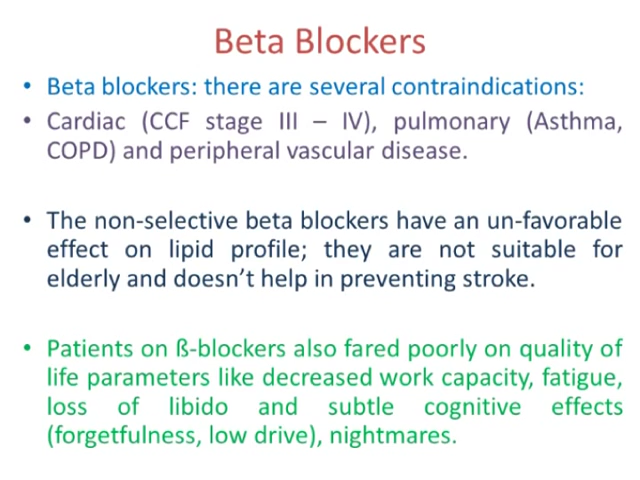 Beta Blockers
• Beta blockers: there are several contraindications:
• Cardiac (CCF stage III – IV), pulmonary (Asthma,
COPD) and peripheral vascular disease.
• The non-selective beta blockers have an un-favorable
effect on lipid profile; they are not suitable for
elderly and doesn't help in preventing stroke.
• Patients on ß-blockers also fared poorly on quality of
life parameters like decreased work capacity, fatigue,
loss of libido and subtle cognitive effects
(forgetfulness, low drive), nightmares.